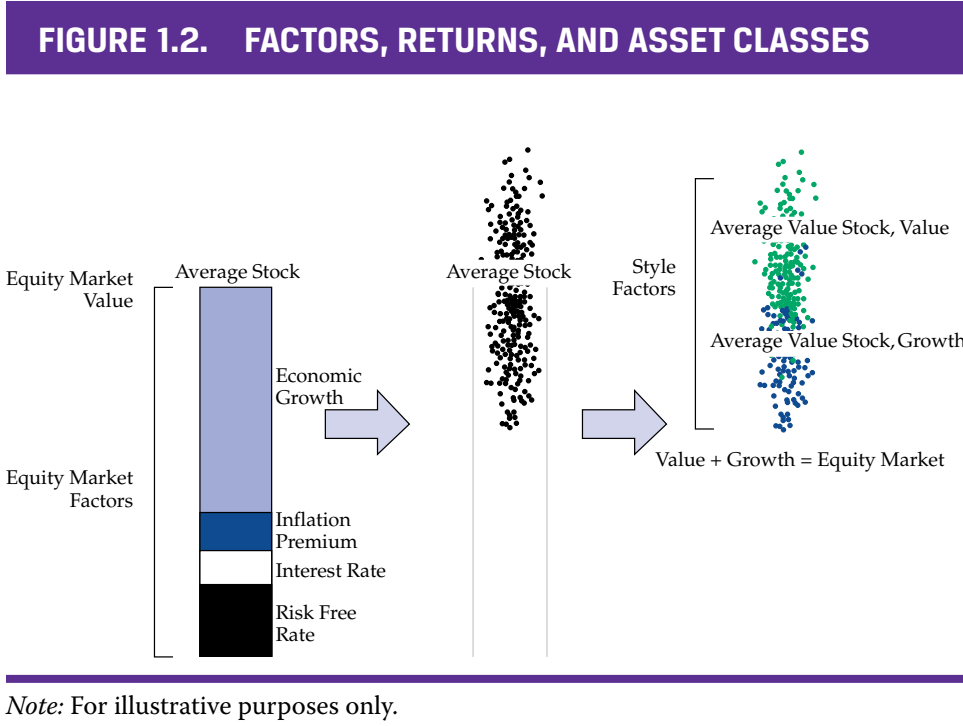 FIGURE 1.2. FACTORS, RETURNS, AND ASSET CLASSES
Equity Market
Value
Average Stock
Economic
Growth
Equity Market
Factors
Inflation
Premium
Interest Rate
Risk Free
Rate
Average Stock
Style
Factors
Average Value Stock, Value
Average Value Stock, Growth
Value + Growth = Equity Market
Note: For illustrative purposes only.